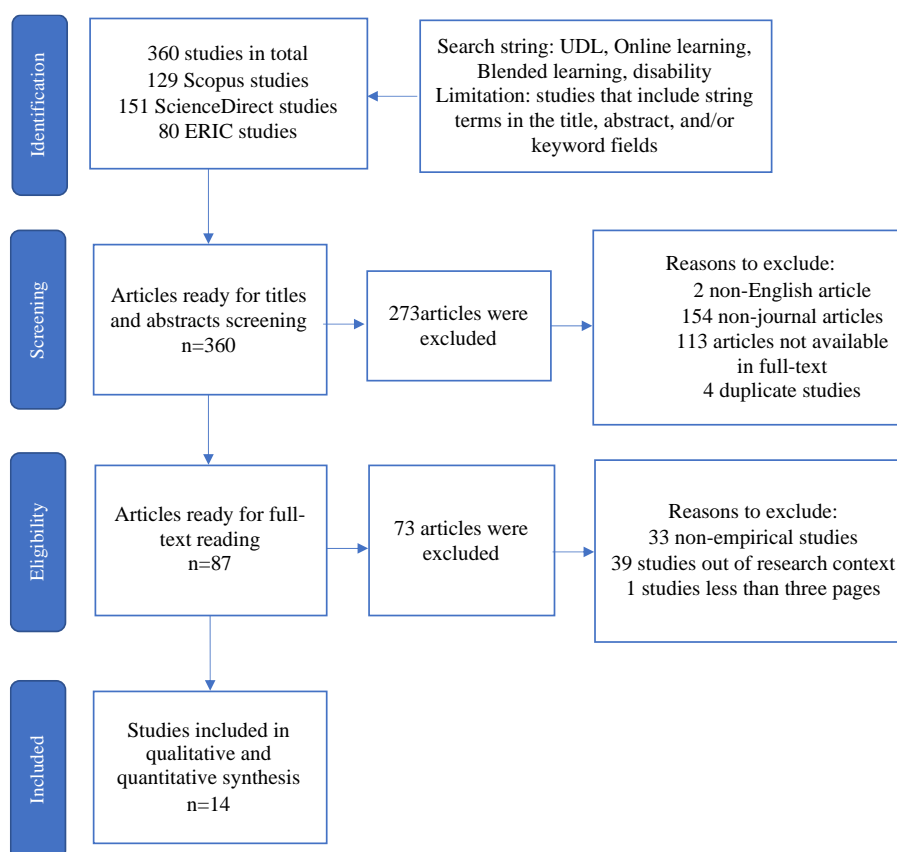 Identification
360 studies in total
129 Scopus studies
151 ScienceDirect studies
80 ERIC studies
Search string: UDL, Online learning,
Blended learning, disability
Limitation: studies that include string
terms in the title, abstract, and/or
keyword fields
Screening
Articles ready for titles
and abstracts screening
n=360
273articles were
excluded
Reasons to exclude:
2 non-English article
154 non-journal articles
113 articles not available
in full-text
4 duplicate studies
Eligibility
Articles ready for full-
text reading
n=87
73 articles were
excluded
Reasons to exclude:
33 non-empirical studies
39 studies out of research context
1 studies less than three pages
Included
Studies included in
qualitative and
quantitative synthesis
n=14